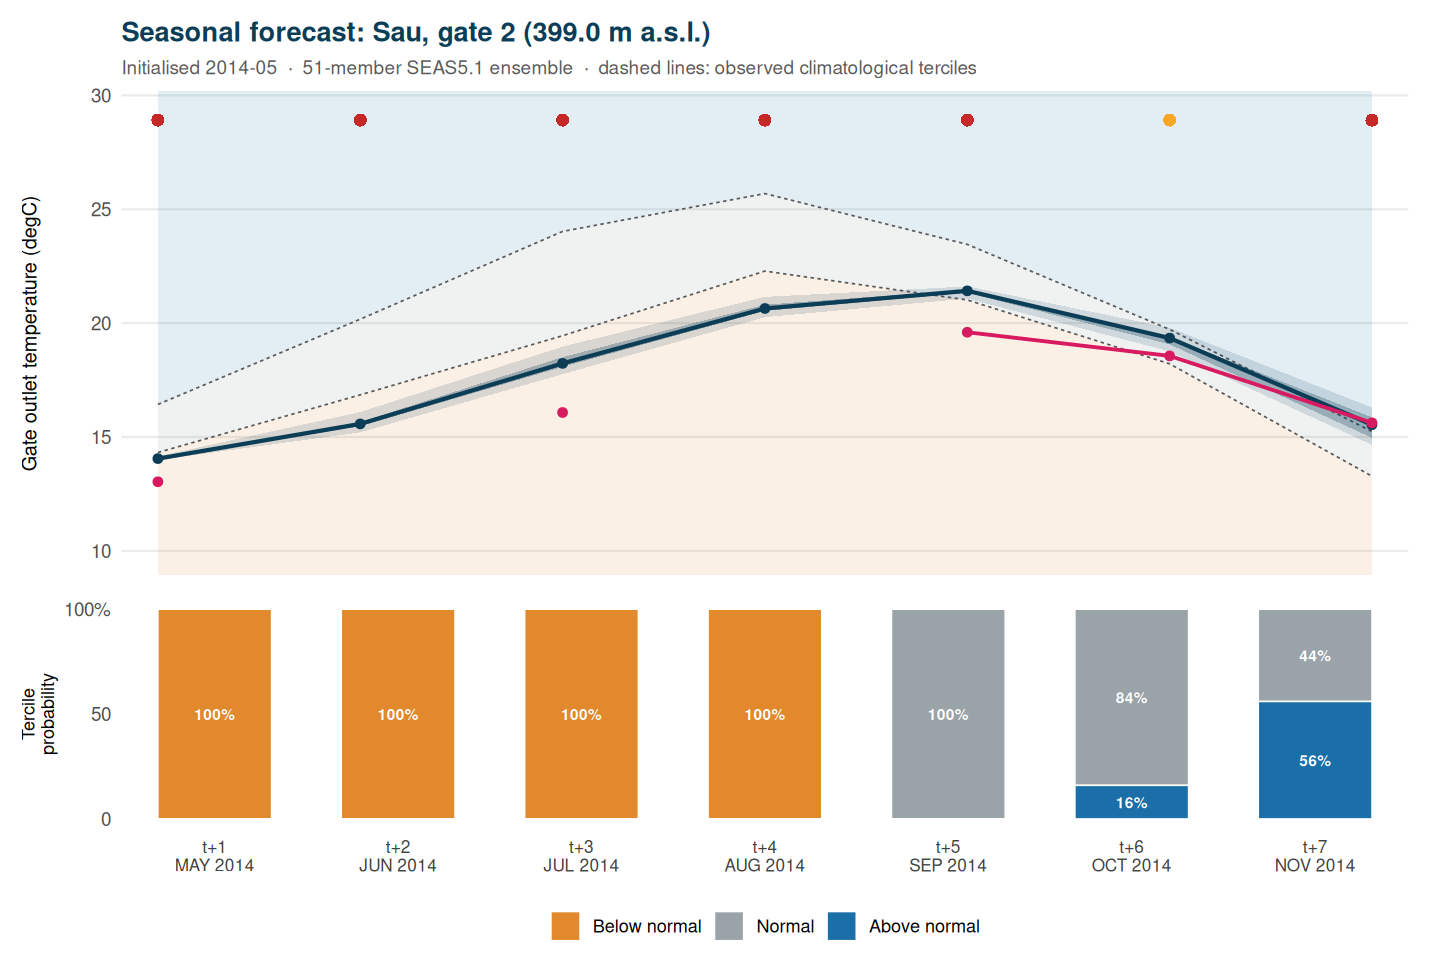 Seasonal forecast: Sau, gate 2 (399.0 m a.s.l.)
Initialised 2014-05 · 51-member SEAS5.1 ensemble · dashed lines: observed climatological terciles
Gate outlet temperature (degC)
30
25
20
15
10
Tercile
probability
100%
50
0
100%
100%
100%
100%
100%
84%
16%
44%
56%
t+1
MAY 2014
t+2
JUN 2014
t+3
JUL 2014
t+4
AUG 2014
t+5
SEP 2014
t+6
OCT 2014
t+7
NOV 2014
Below normal
Normal
Above normal